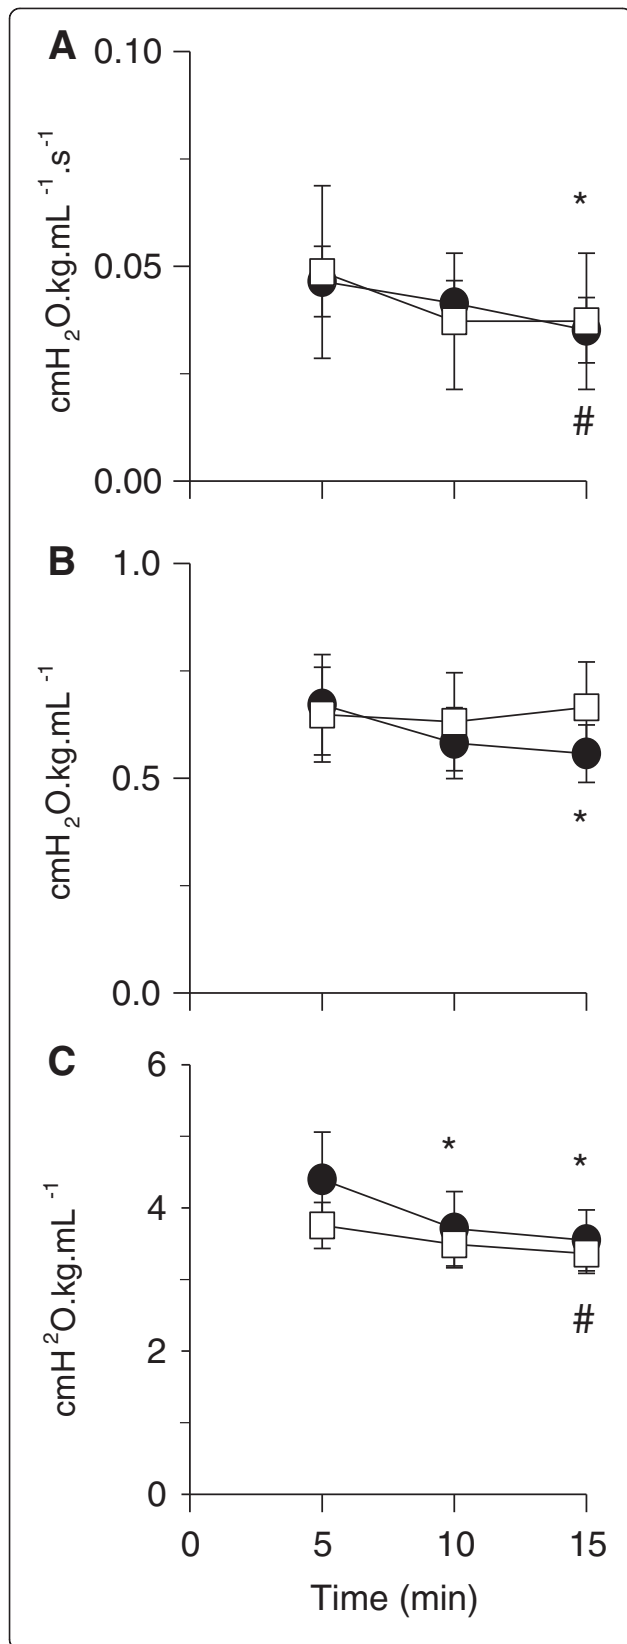 A
0.10
0.05
0.00
cmH₂O.kg.mL⁻¹.s⁻¹
*
#
B
1.0
0.5
0.0
cmH₂O.kg.mL⁻¹
*
C
6
4
2
0
cmH²O.kg.mL⁻¹
* *
#
0 5 10 15
Time (min)